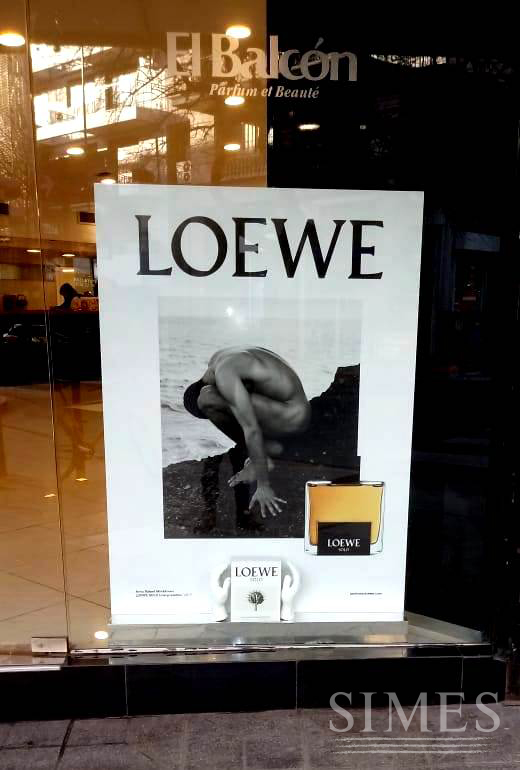 El Balcón
Parfum et Beauté
LOEWE
LOEWE
SOLO
LOEWE
SOLO
SIMES